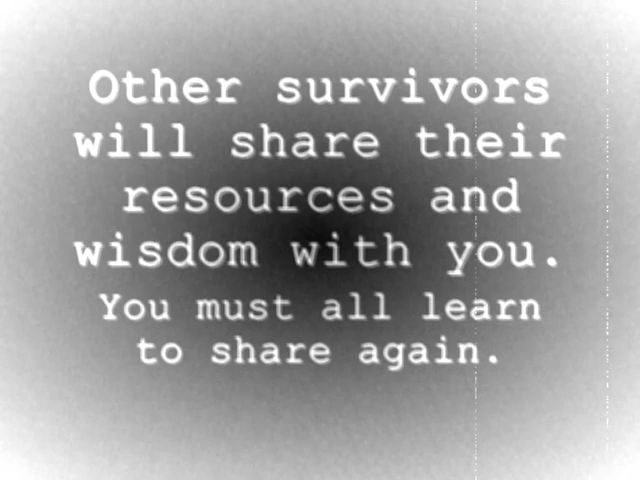 Other survivors
will share their
resources and
wisdom with you.
You must all learn
to share again.